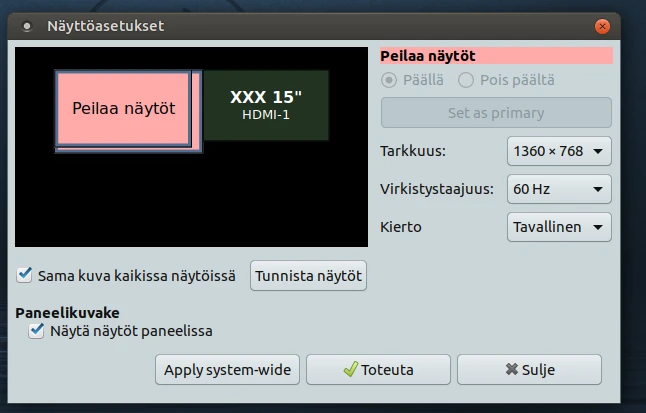 Näyttöasetukset
Peilaa näytöt
XXX 15"
HDMI-1
Peilaa näytöt
Päällä
Pois päältä
Set as primary
Tarkkuus:
1360 × 768
Virkistystaajuus:
60 Hz
Kierto
Tavallinen
Sama kuva kaikissa näytöissä
Tunnista näytöt
Paneelikuvake
Näytä näytöt paneelissa
Apply system-wide
Toteuta
Sulje